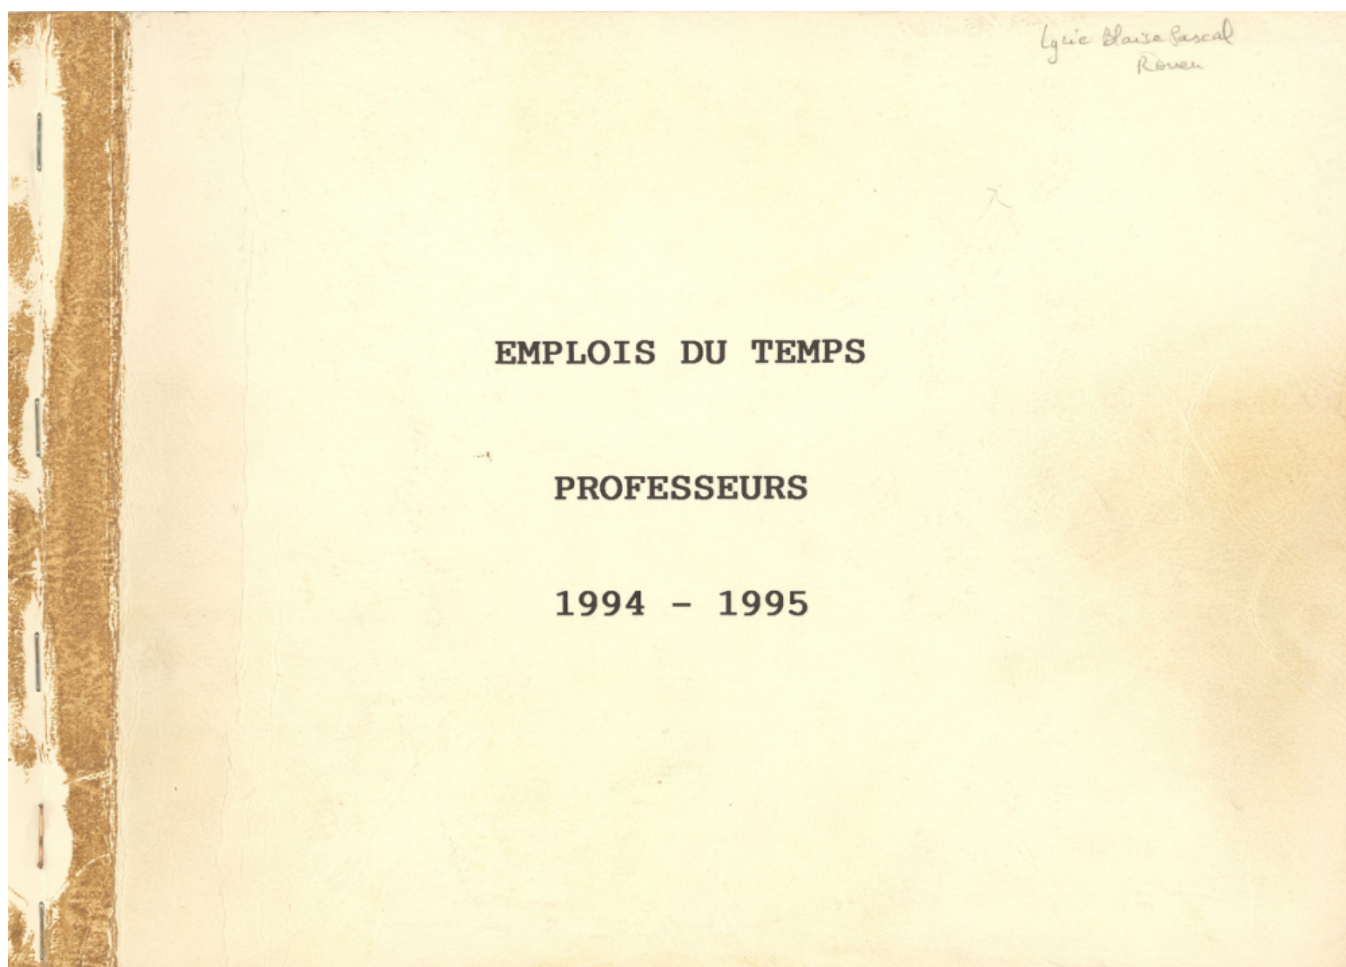 Lycée Blaise Pascal
Rouen
EMPLOIS DU TEMPS
PROFESSEURS
1994 - 1995